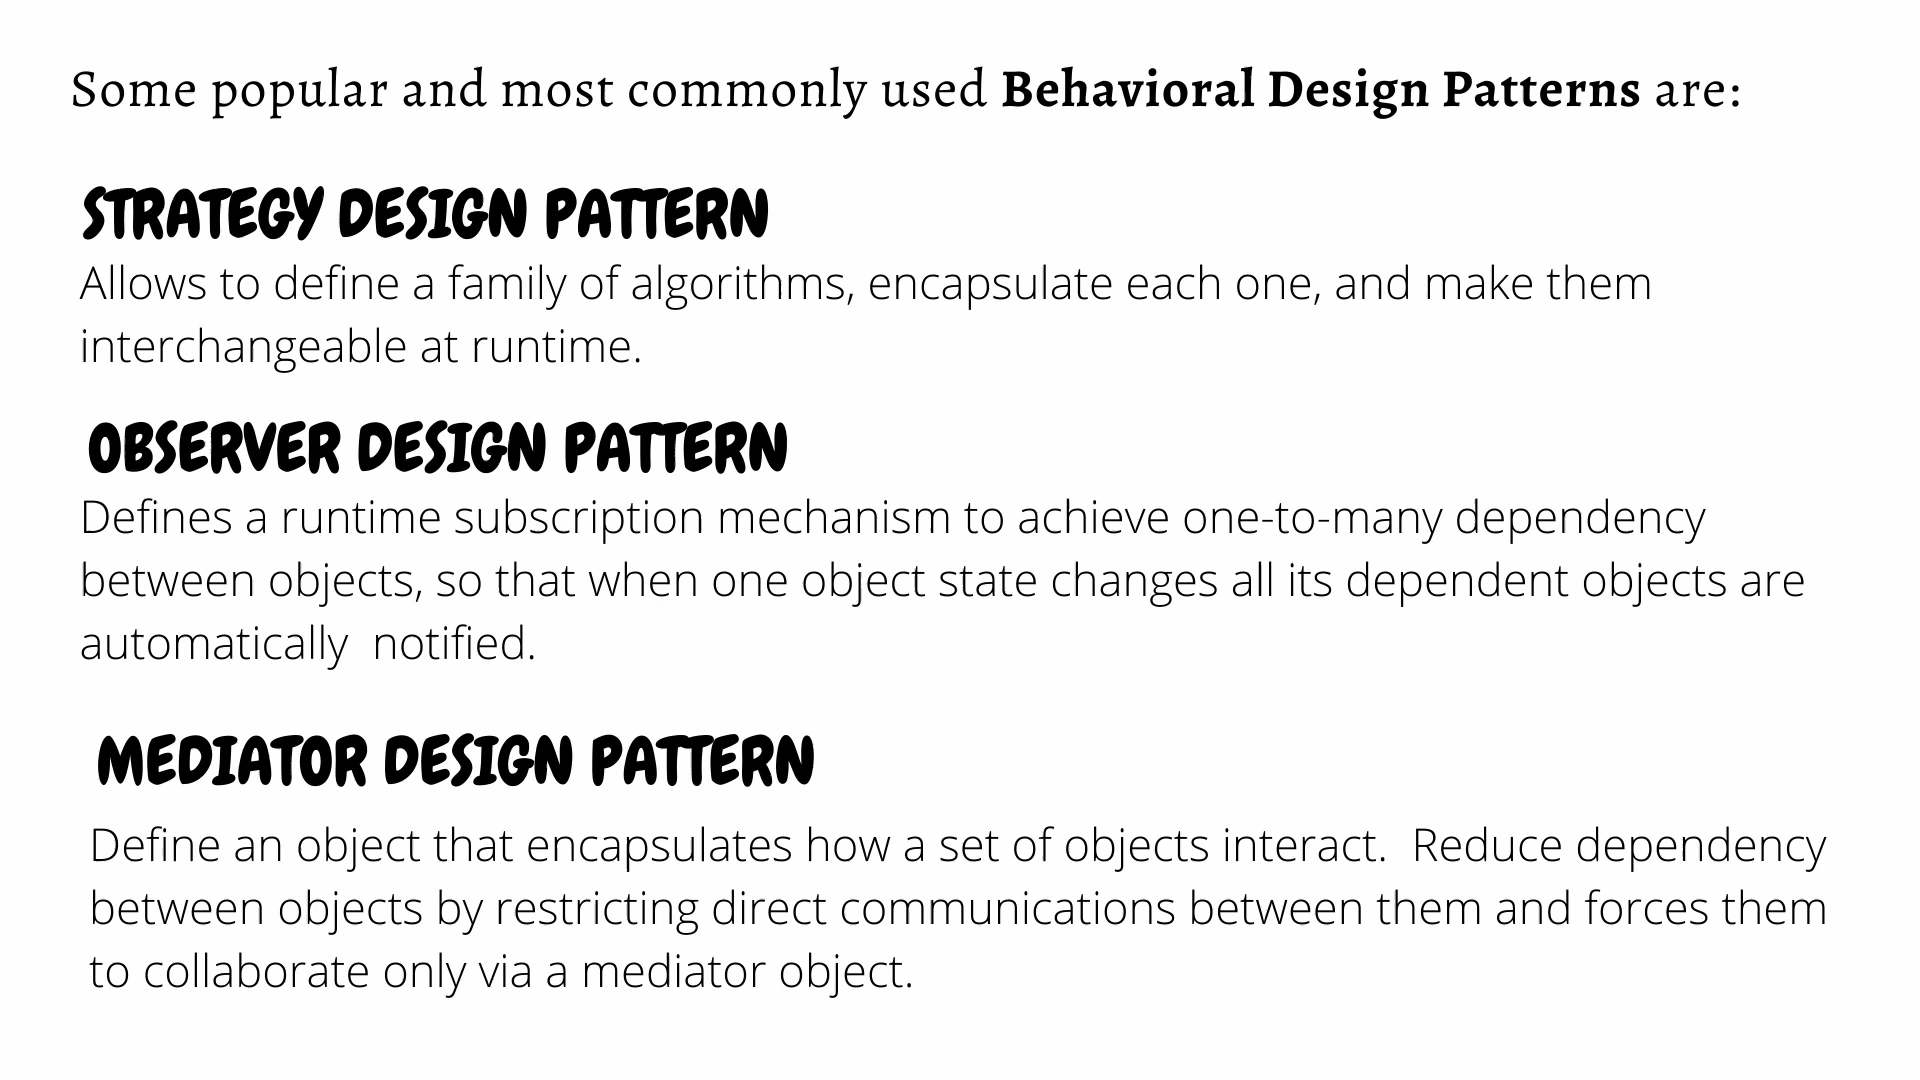 Some popular and most commonly used Behavioral Design Patterns are:
STRATEGY DESIGN PATTERN
Allows to define a family of algorithms, encapsulate each one, and make them
interchangeable at runtime.
OBSERVER DESIGN PATTERN
Defines a runtime subscription mechanism to achieve one-to-many dependency
between objects, so that when one object state changes all its dependent objects are
automatically  notified.
MEDIATOR DESIGN PATTERN
Define an object that encapsulates how a set of objects interact.  Reduce dependency
between objects by restricting direct communications between them and forces them
to collaborate only via a mediator object.